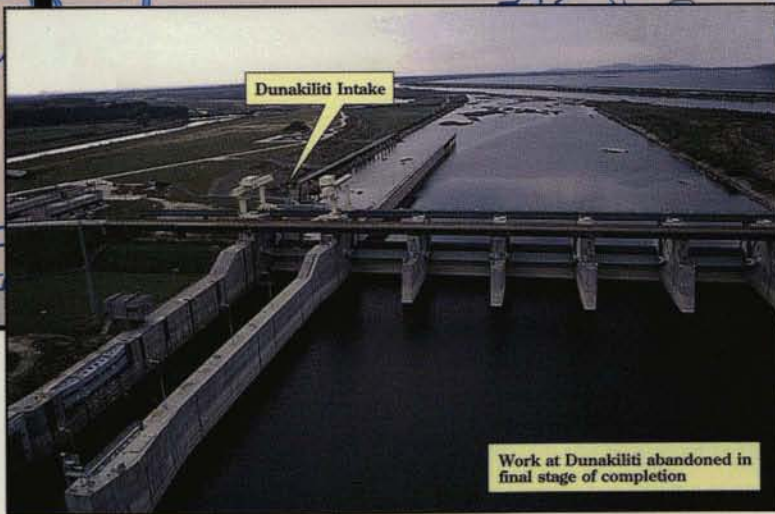 Dunakiliti Intake
Work at Dunakiliti abandoned in
final stage of completion